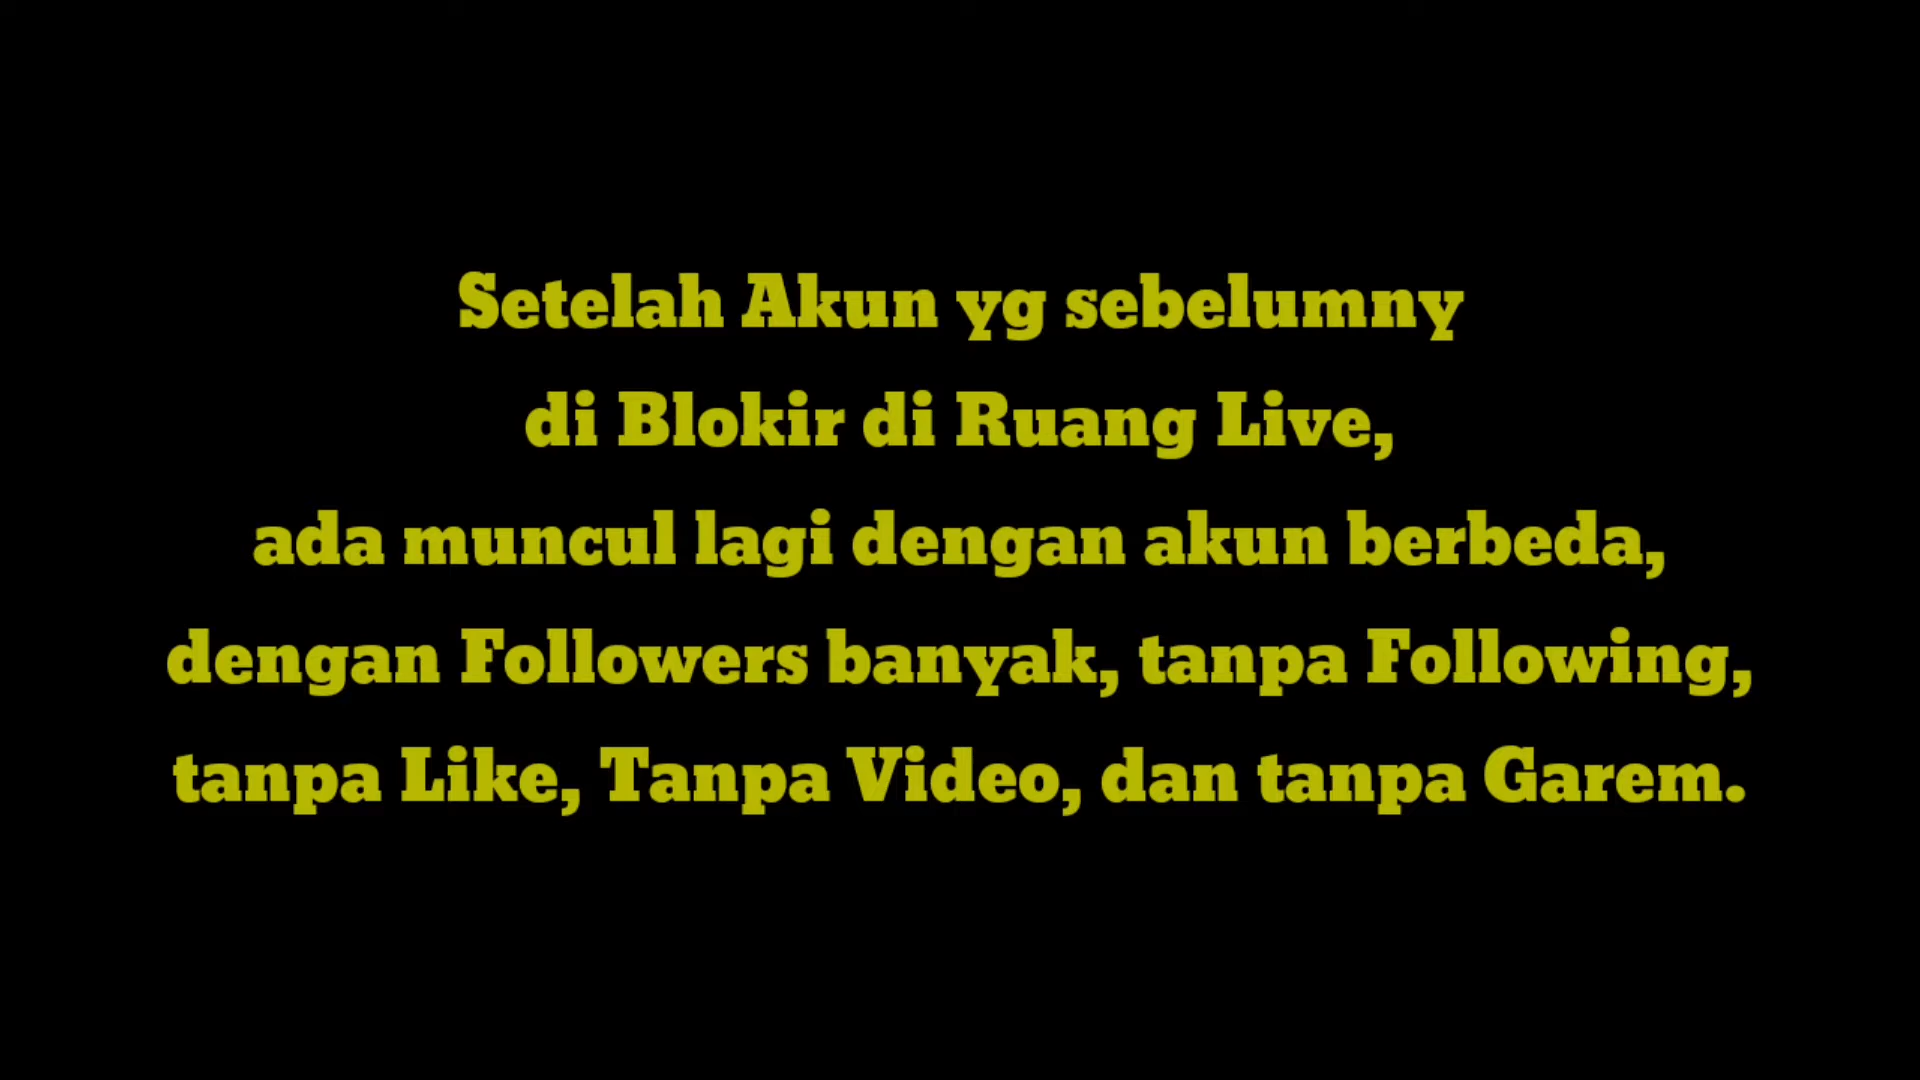 Setelah Akun yg sebelumny
di Blokir di Ruang Live,
ada muncul lagi dengan akun berbeda,
dengan Followers banyak, tanpa Following,
tanpa Like, Tanpa Video, dan tanpa Garem.